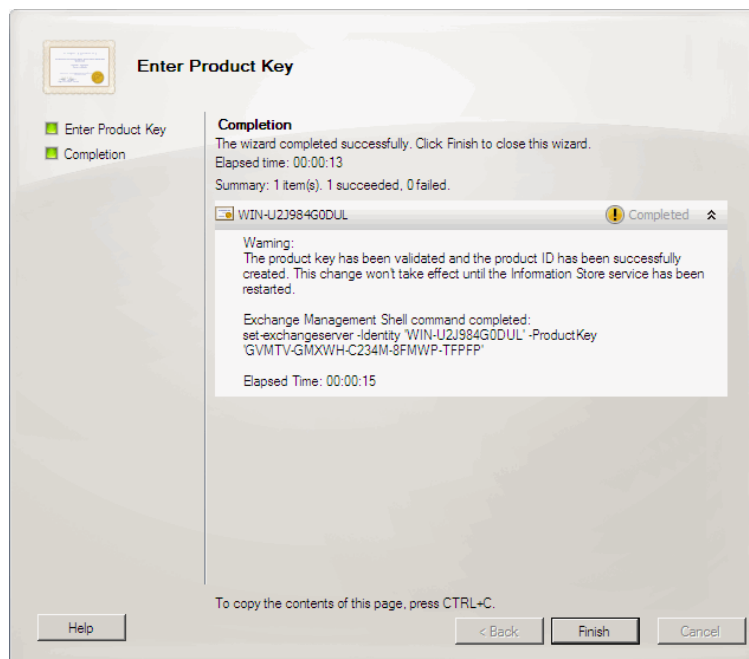 Enter Product Key
Enter Product Key
Completion
Completion
The wizard completed successfully. Click Finish to close this wizard.
Elapsed time: 00:00:13
Summary: 1 item(s). 1 succeeded, 0 failed.
WIN-U2J984G0DUL
Completed
Warning:
The product key has been validated and the product ID has been successfully
created. This change won't take effect until the Information Store service has been
restarted.
Exchange Management Shell command completed:
set-exchangeserver -Identity 'WIN-U2J984G0DUL' -ProductKey
'GVMTV-GMXWH-C234M-8FMWP-TFPFP'
Elapsed Time: 00:00:15
To copy the contents of this page, press CTRL+C.
Help
< Back
Finish
Cancel